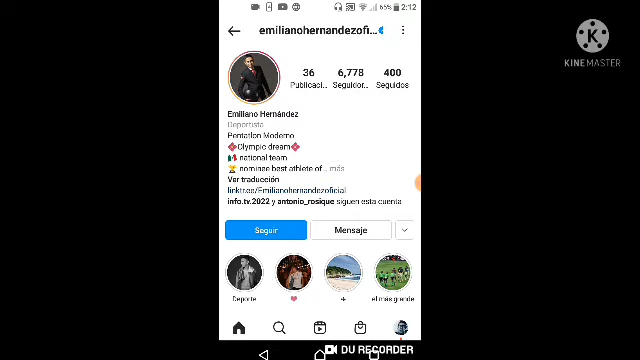 65% 2:12
emilianohernandezofi...
36 6,778 400
Publicaci... Seguidor... Seguidos
Emiliano Hernández
Deportista
Pentatlon Moderno
Olympic dream
national team
nominee best athlete of... más
Ver traducción
linktr.ee/Emilianohernandezoficial
info.tv.2022 y antonio_rosique siguen esta cuenta
Seguir Mensaje
Deporte + el más grande
DU RECORDER
K
KINEMASTER